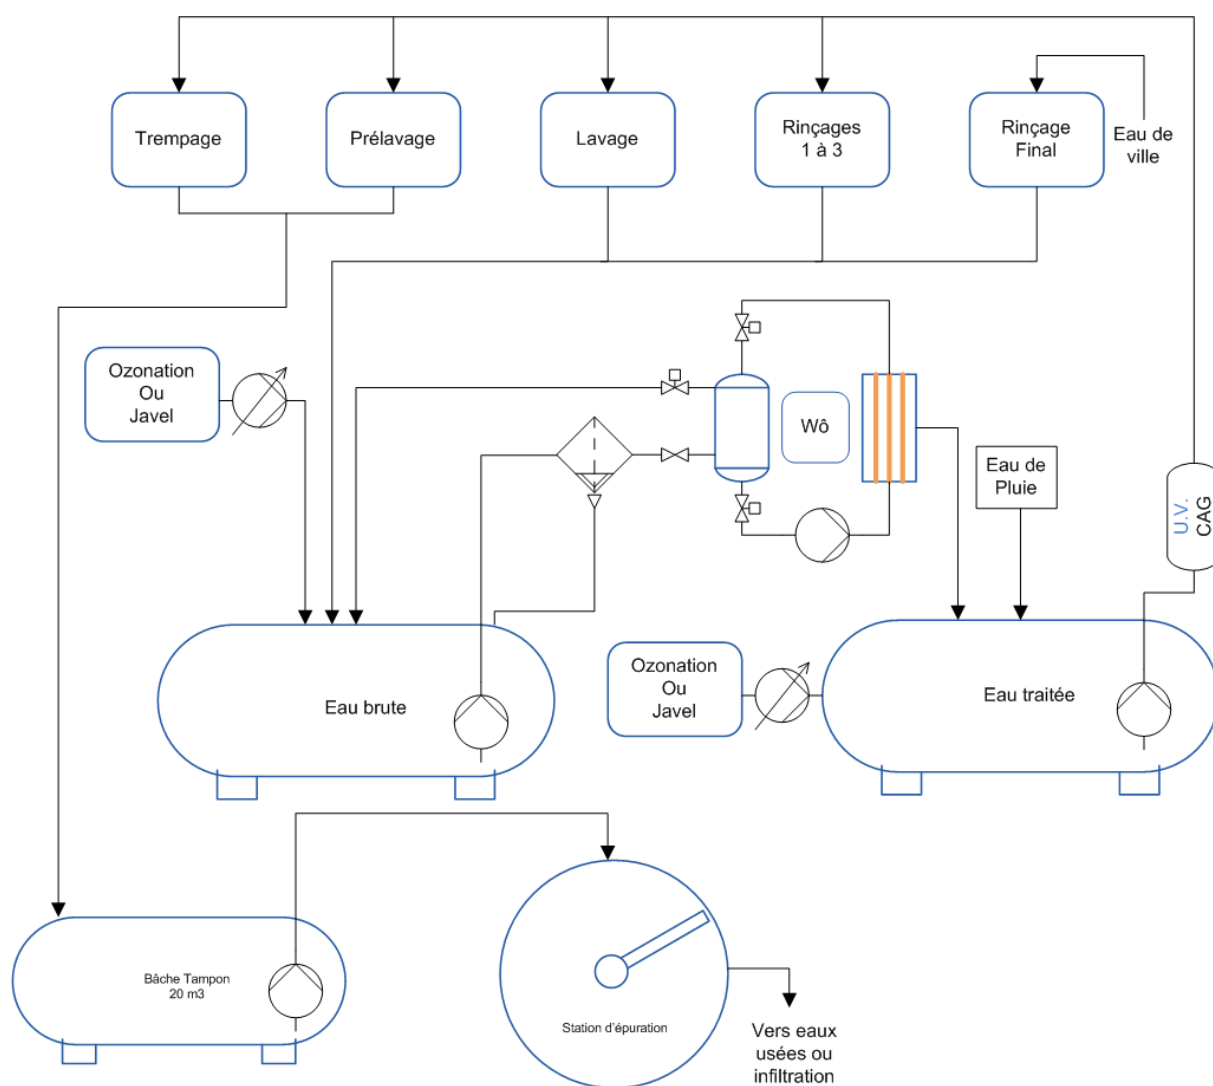 Trempage
Prélavage
Lavage
Rinçages
1 à 3
Rinçage
Final
Eau de
ville
Ozonation
Ou
Javel
Wô
Eau de
Pluie
U.V.
CAG
Eau brute
Ozonation
Ou
Javel
Eau traitée
Bâche Tampon
20 m3
Station d'épuration
Vers eaux
usées ou
infiltration